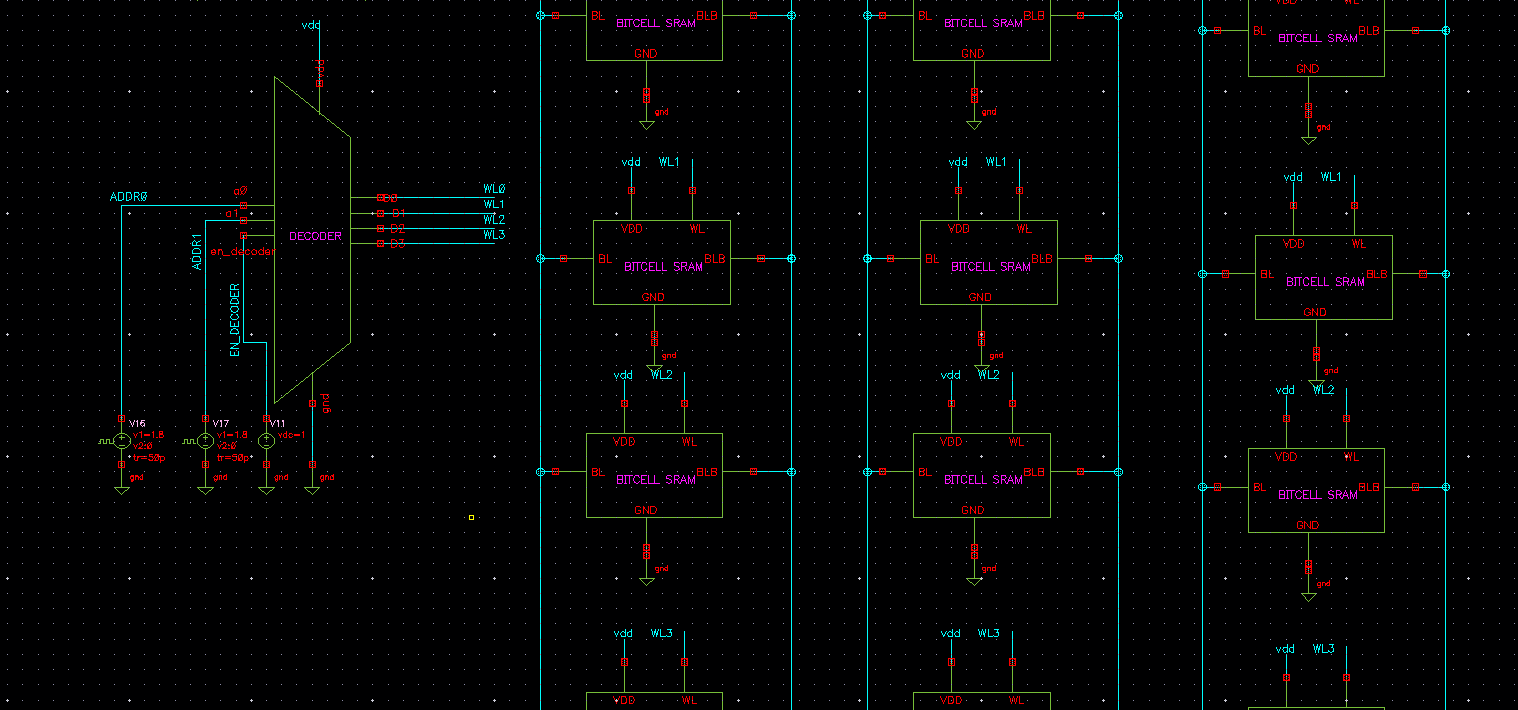 vdd
vdd
a0
ADDR0
a1
en_decoder
ADDR1
EN_DECODER
DECODER
D0
D1
D2
D3
WL0
WL1
WL2
WL3
gnd
V16
v1=1.8
v2:0
tr=50p
gnd
V17
v1=1.8
v2:0
tr=50p
gnd
V11
vdc=1
gnd
gnd
BL
BLB
BITCELL SRAM
GND
gnd
vdd
WL1
VDD
WL
BL
BLB
BITCELL SRAM
GND
gnd
vdd
WL2
VDD
WL
BL
BLB
BITCELL SRAM
GND
gnd
vdd
WL3
VDD
WL
BL
BLB
BITCELL SRAM
GND
gnd
vdd
WL1
VDD
WL
BL
BLB
BITCELL SRAM
GND
gnd
vdd
WL2
VDD
WL
BL
BLB
BITCELL SRAM
GND
gnd
vdd
WL3
VDD
WL
VDD
WL
BL
BLB
BITCELL SRAM
GND
gnd
vdd
WL1
VDD
WL
BL
BLB
BITCELL SRAM
GND
gnd
vdd
WL2
VDD
WL
BL
BLB
BITCELL SRAM
GND
gnd
vdd
WL3